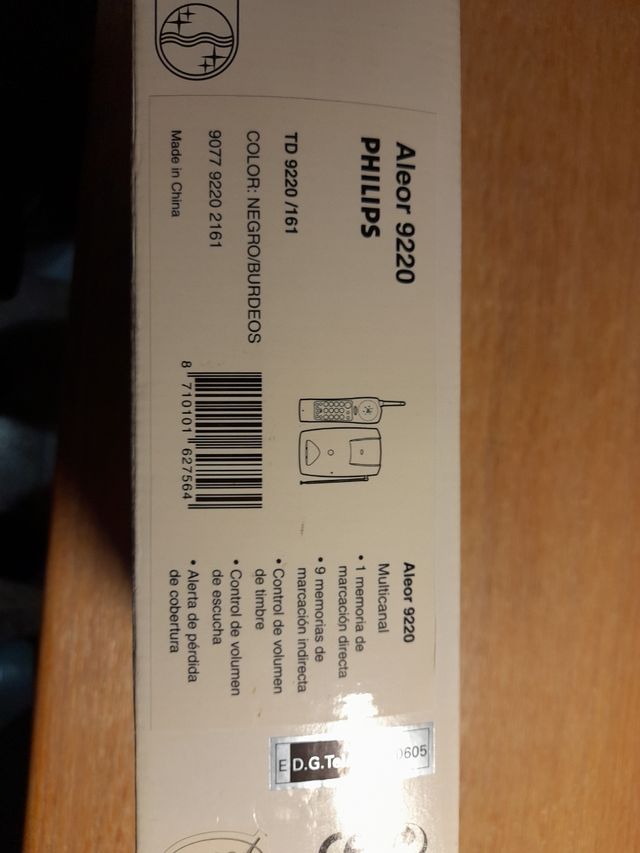 Aleor 9220
PHILIPS
TD 9220 /161
COLOR: NEGRO/BURDEOS
9077 9220 2161
Made in China
8 710101 627564
Aleor 9220
Multicanal
• 1 memoria de
marcación directa
• 9 memorias de
marcación indirecta
• Control de volumen
de timbre
• Control de volumen
de escucha
• Alerta de pérdida
de cobertura
E D.G.Tel
0605